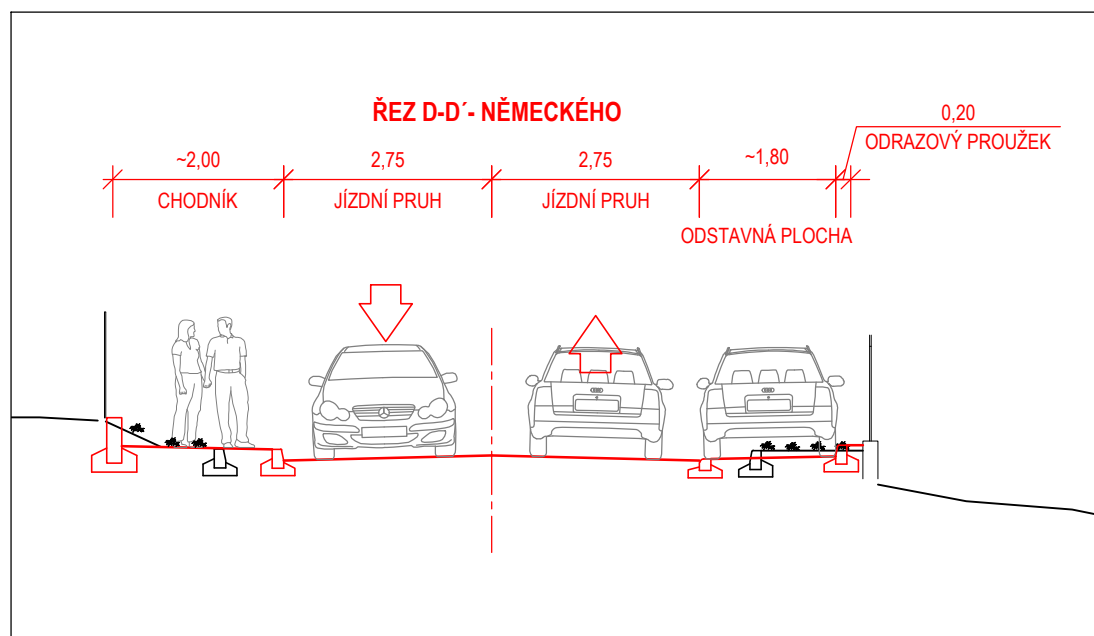 ŘEZ D-D´- NĚMECKÉHO
0,20
ODRAZOVÝ PROUŽEK
~2,00
2,75
2,75
~1,80
CHODNÍK
JÍZDNÍ PRUH
JÍZDNÍ PRUH
ODSTAVNÁ PLOCHA